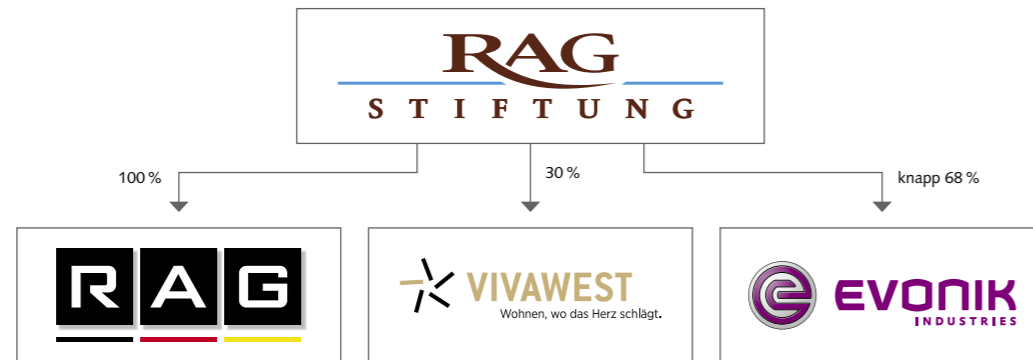 RAG
STIFTUNG
100 %
30 %
knapp 68 %
RAG
VIVAWEST
Wohnen, wo das Herz schlägt.
EVONIK
INDUSTRIES